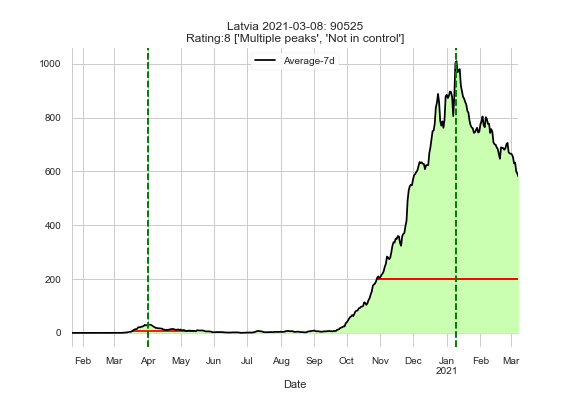 Latvia 2021-03-08: 90525
Rating:8 ['Multiple peaks', 'Not in control']
Average-7d
1000
800
600
400
200
0
Feb Mar Apr May Jun Jul Aug Sep Oct Nov Dec Jan Feb Mar
2021
Date